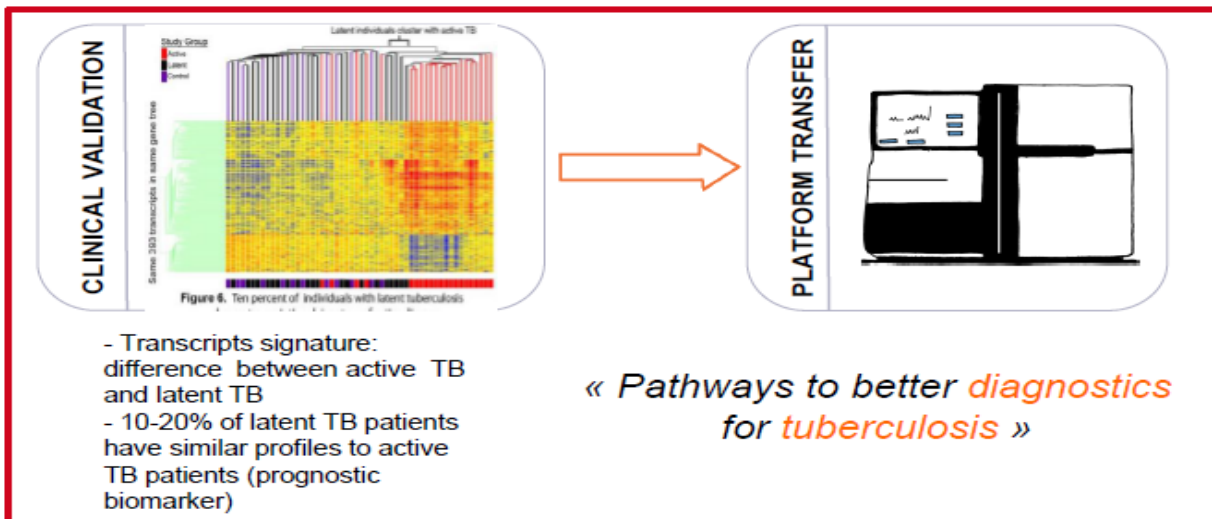 CLINICAL VALIDATION
Latent individuals cluster with active TB
Study Group
Active
Latent
Control
Same 393 transcripts in same gene tree
Figure 6. Ten percent of individuals with latent tuberculosis
PLATFORM TRANSFER
- Transcripts signature:
difference between active TB
and latent TB
- 10-20% of latent TB patients
have similar profiles to active
TB patients (prognostic
biomarker)
« Pathways to better diagnostics
for tuberculosis »